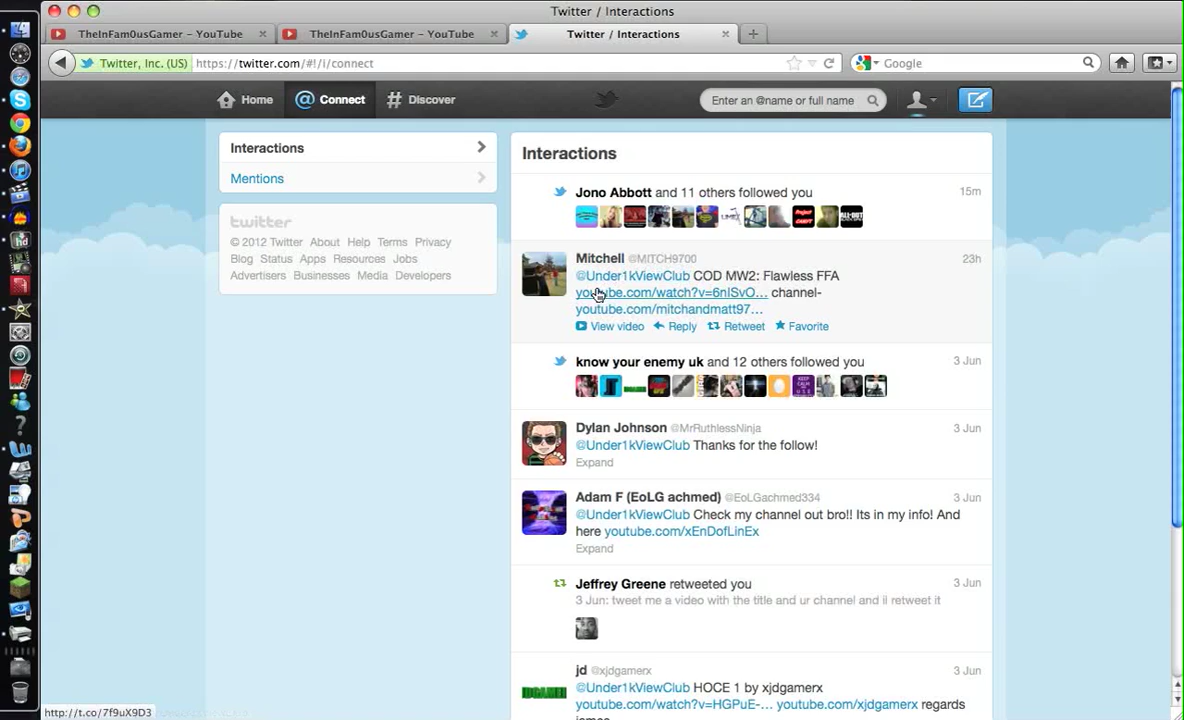 Twitter / Interactions
TheInFam0usGamer - YouTube
TheInFam0usGamer - YouTube
Twitter / Interactions
Twitter, Inc. (US)
https://twitter.com/#!/i/connect
Google
Home
@ Connect
# Discover
Enter an @name or full name
Interactions
Mentions
twitter
© 2012 Twitter About Help Terms Privacy
Blog Status Apps Resources Jobs
Advertisers Businesses Media Developers
Interactions
Jono Abbott and 11 others followed you 15m
Mitchell @MITCH9700 23h
@Under1kViewClub COD MW2: Flawless FFA
youtube.com/watch?v=6nISvO… channel-
youtube.com/mitchandmatt97…
View video Reply Retweet Favorite
know your enemy uk and 12 others followed you 3 Jun
Dylan Johnson @MrRuthlessNinja 3 Jun
@Under1kViewClub Thanks for the follow!
Expand
Adam F (EoLG achmed) @EoLGachmed334 3 Jun
@Under1kViewClub Check my channel out bro!! Its in my info! And
here youtube.com/xEnDofLinEx
Expand
Jeffrey Greene retweeted you 3 Jun
3 Jun: tweet me a video with the title and ur channel and il retweet it
jd @xjdgamerx 3 Jun
@Under1kViewClub HOCE 1 by xjdgamerx
youtube.com/watch?v=HGPuE-… youtube.com/xjdgamerx regards
http://t.co/7f9uX9D3